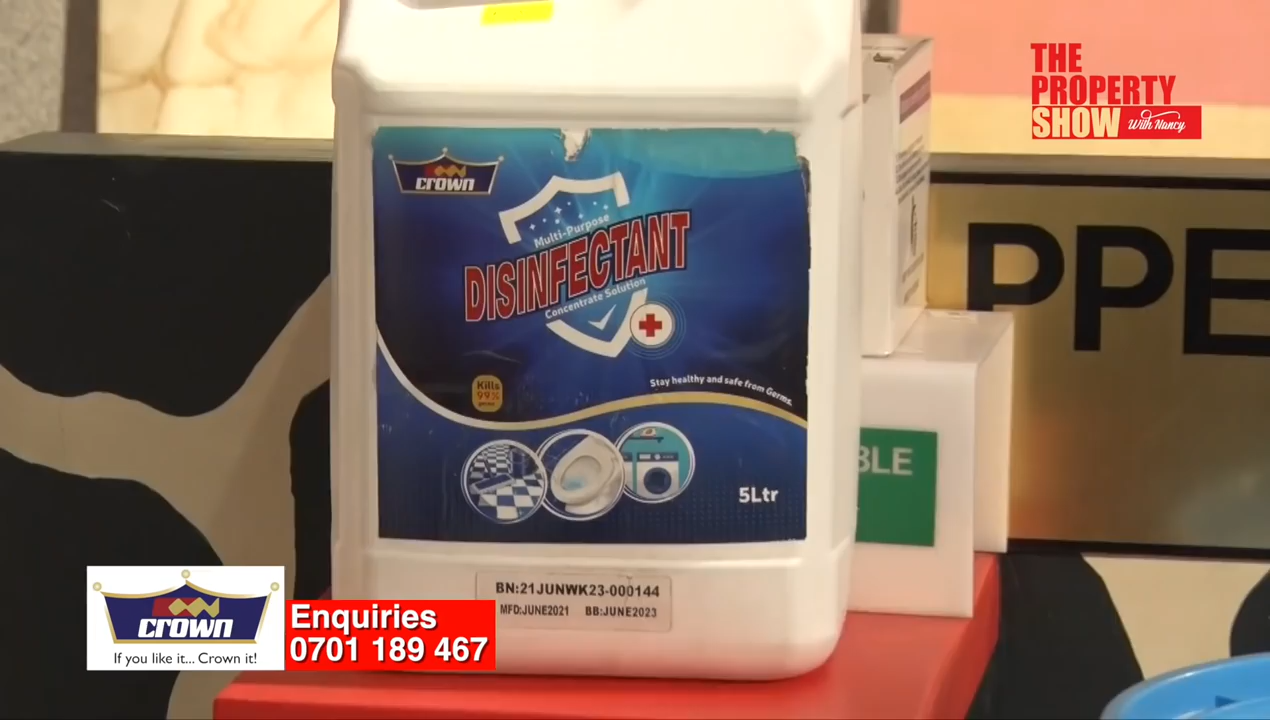 THE
PROPERTY
SHOW
With Nancy
crown
Multi-Purpose
DISINFECTANT
Concentrate Solution
Kills
99%
germs
Stay healthy and safe from Germs.
5Ltr
PPE
BLE
BN:21JUNWK23-000144
MFD:JUNE2021 BB:JUNE2023
crown
If you like it... Crown it!
Enquiries
0701 189 467